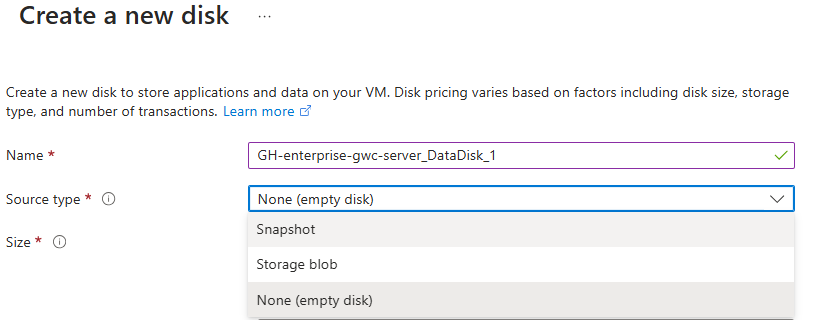 Create a new disk ...
Create a new disk to store applications and data on your VM. Disk pricing varies based on factors including disk size, storage
type, and number of transactions. Learn more
Name *
GH-enterprise-gwc-server_DataDisk_1
Source type *
None (empty disk)
Snapshot
Size *
Storage blob
None (empty disk)